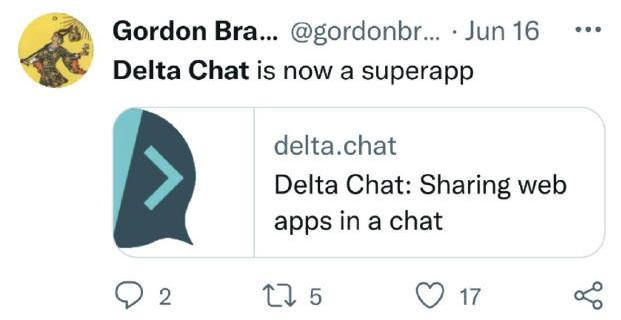 Gordon Bra... @gordonbr... · Jun 16
Delta Chat is now a superapp
delta.chat
Delta Chat: Sharing web
apps in a chat
2 5 17